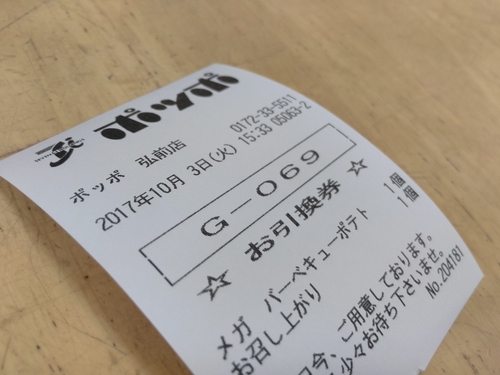 ポッポ
ポッポ 弘前店 0172-33-5511
2017年10月 3日(火) 15:33 05063-2
G-069
☆ お引換券 ☆
メガ バーベキューポテト 1個
お召し上がり 1個
只今、ご用意しております。
少々お待ち下さいませ。
No.204181